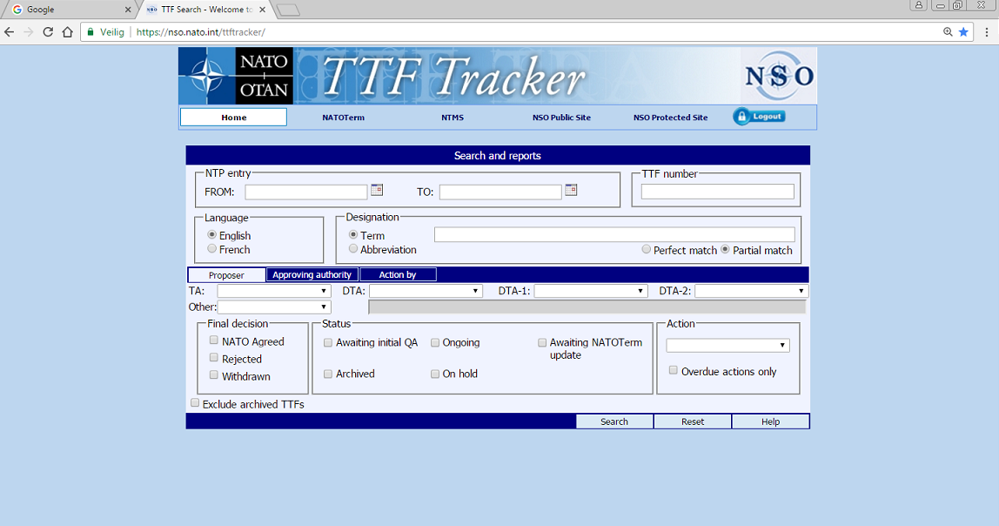 Google
TTF Search - Welcome to
Veilig
https://nso.nato.int/ttftracker/
NATO
OTAN
TTF Tracker
NSO
Home NATOTerm NTMS NSO Public Site NSO Protected Site Logout
Search and reports
NTP entry
FROM: TO:
TTF number
Language
English
French
Designation
Term
Abbreviation
Perfect match Partial match
Proposer Approving authority Action by
TA: DTA: DTA-1: DTA-2:
Other:
Final decision
NATO Agreed
Rejected
Withdrawn
Status
Awaiting initial QA Ongoing Awaiting NATOTerm
update
Archived On hold
Action
Overdue actions only
Exclude archived TTFs
Search Reset Help